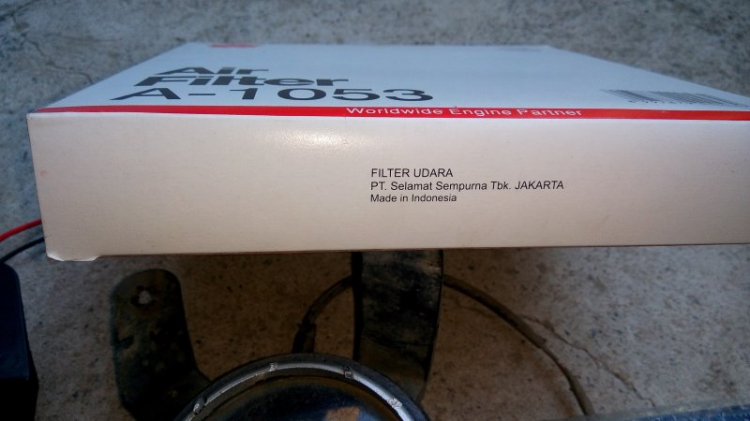 Air
Filter
A-1053
Worldwide Engine Partner
FILTER UDARA
PT. Selamat Sempurna Tbk. JAKARTA
Made in Indonesia